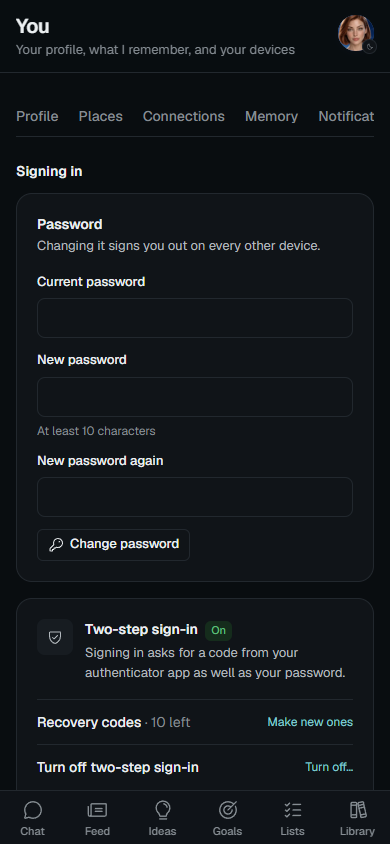 You
Your profile, what I remember, and your devices
Profile Places Connections Memory Notificat
Signing in
Password
Changing it signs you out on every other device.
Current password
New password
At least 10 characters
New password again
Change password
Two-step sign-in On
Signing in asks for a code from your
authenticator app as well as your password.
Recovery codes · 10 left Make new ones
Turn off two-step sign-in Turn off...
Chat Feed Ideas Goals Lists Library